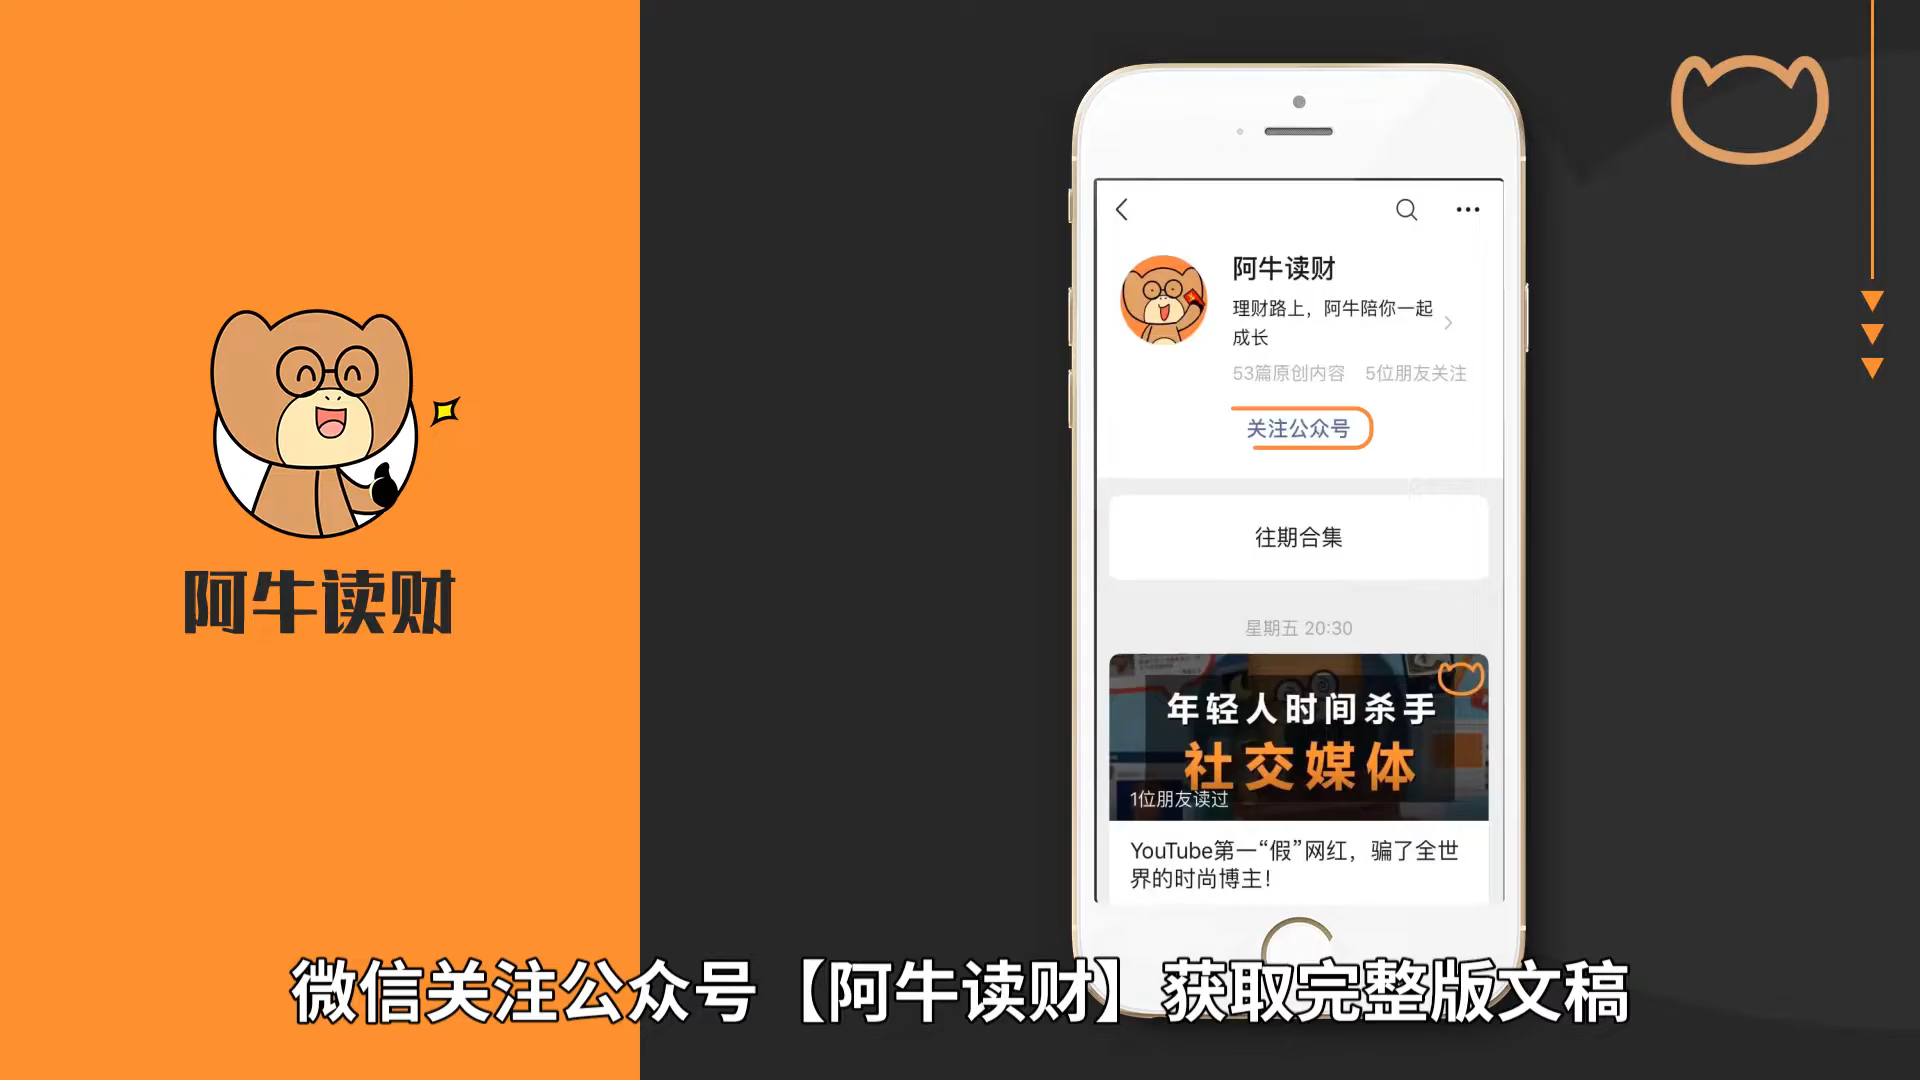 阿牛读财
阿牛读财
理财路上，阿牛陪你一起
成长
53篇原创内容 5位朋友关注
关注公众号
往期合集
星期五 20:30
年轻人时间杀手
社交媒体
1位朋友读过
YouTube第一“假”网红，骗了全世
界的时尚博主！
微信关注公众号【阿牛读财】获取完整版文稿